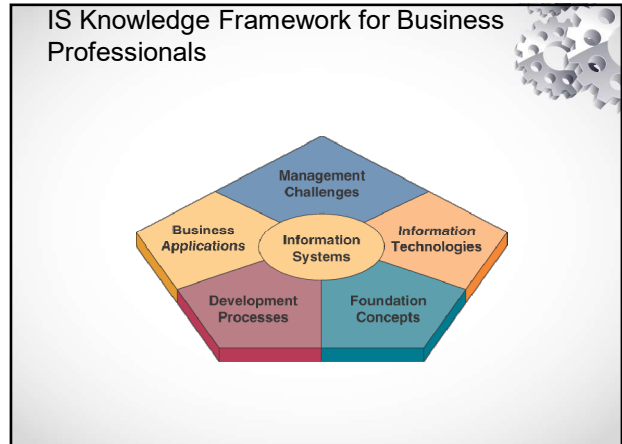 IS Knowledge Framework for Business
Professionals
Management
Challenges
Business
Applications
Information
Systems
Information
Technologies
Development
Processes
Foundation
Concepts